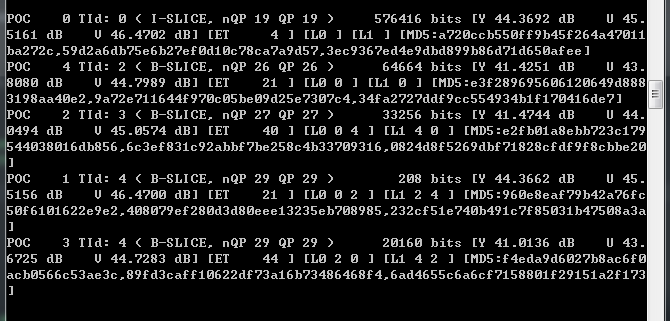 POC    0 TId: 0 ( I-SLICE, nQP 19 QP 19 )     576416 bits [Y 44.3692 dB    U 45.
5161 dB    V 46.4702 dB] [ET     4 ] [L0 ] [L1 ] [MD5:a720ccb550ff9b45f264a47011
ba272c,59d2a6db75e6b27ef0d10c78ca7a9d57,3ec9367ed4e9dbd899b86d71d650afee]
POC    4 TId: 2 ( B-SLICE, nQP 26 QP 26 )      64664 bits [Y 41.4251 dB    U 43.
8080 dB    V 44.7989 dB] [ET    21 ] [L0 0 ] [L1 0 ] [MD5:e3f289695606120649d888
3198aa40e2,9a72e711644f970c05be09d25e7307c4,34fa2727ddf9cc554934b1f170416de7]
POC    2 TId: 3 ( B-SLICE, nQP 27 QP 27 )      33256 bits [Y 41.4744 dB    U 44.
0494 dB    V 45.0574 dB] [ET    40 ] [L0 0 4 ] [L1 4 0 ] [MD5:e2fb01a8ebb723c179
544038016db856,6c3ef831c92abbf7be258c4b33709316,0824d8f5269dbf71828cfdf9f8cbbe20
]
POC    1 TId: 4 ( B-SLICE, nQP 29 QP 29 )        208 bits [Y 44.3662 dB    U 45.
5156 dB    V 46.4700 dB] [ET    21 ] [L0 0 2 ] [L1 2 4 ] [MD5:960e8eaf79b42a76fc
50f6101622e9e2,408079ef280d3d80eee13235eb708985,232cf51e740b491c7f85031b47508a3a
]
POC    3 TId: 4 ( B-SLICE, nQP 29 QP 29 )      20160 bits [Y 41.0136 dB    U 43.
6725 dB    V 44.7283 dB] [ET    44 ] [L0 2 0 ] [L1 4 2 ] [MD5:f4eda9d6027b8ac6f0
acb0566c53ae3c,89fd3caff10622df73a16b73486468f4,6ad4655c6a6cf7158801f29151a2f173
]